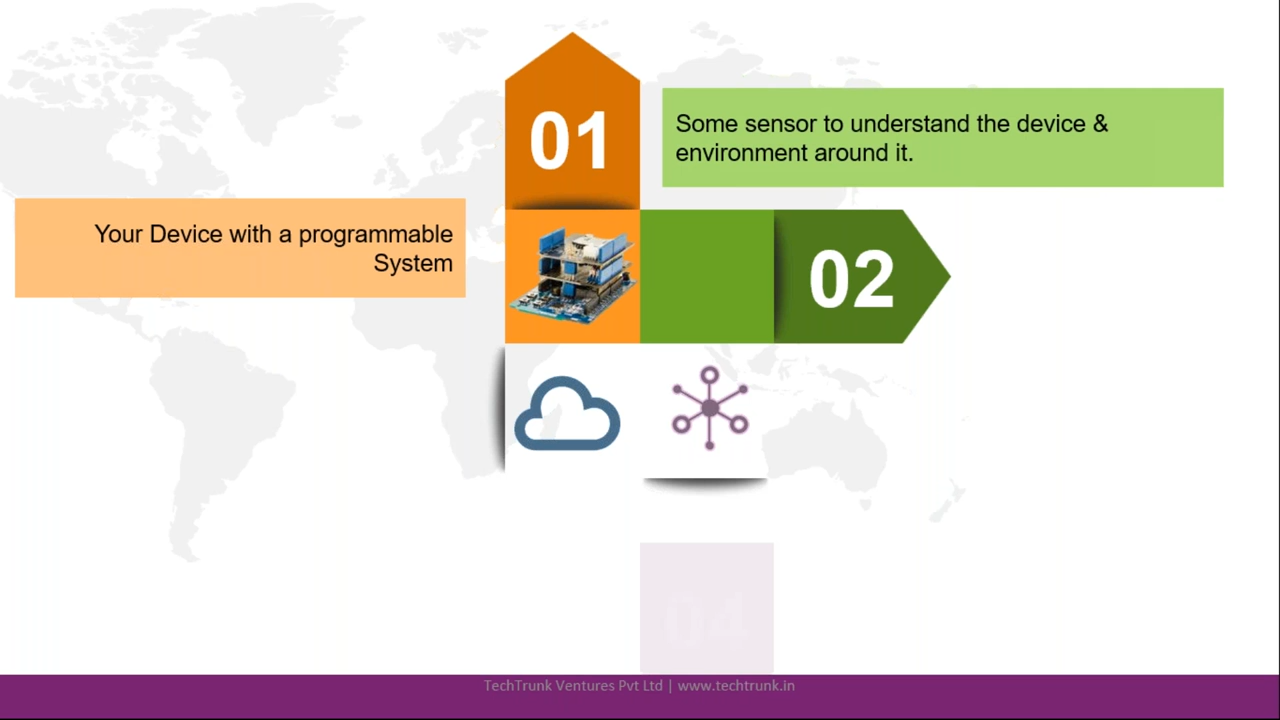 01
Some sensor to understand the device &
environment around it.
Your Device with a programmable
System
02
04
TechTrunk Ventures Pvt Ltd | www.techtrunk.in